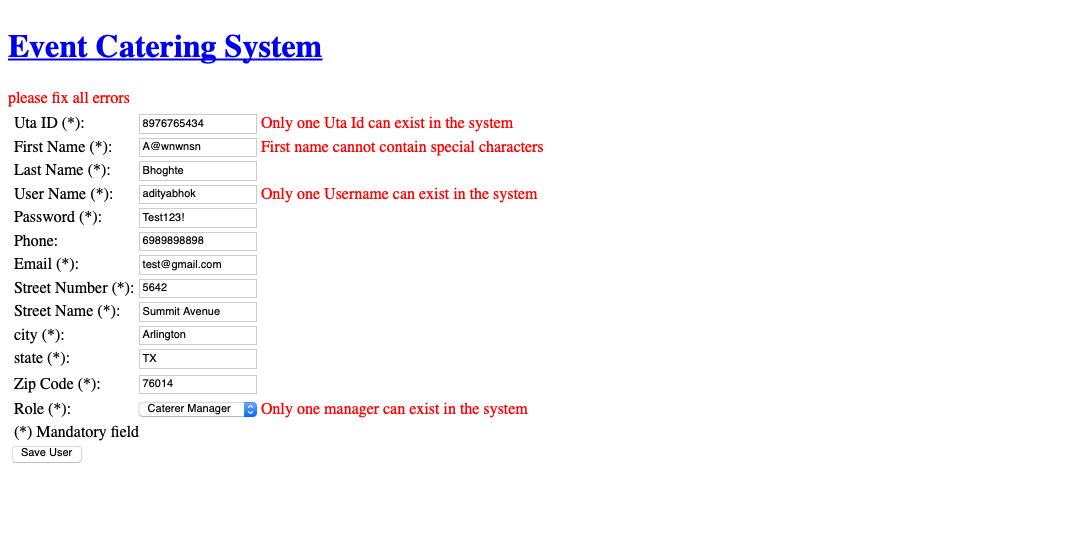 Event Catering System
please fix all errors
Uta ID (*): 8976765434 Only one Uta Id can exist in the system
First Name (*): A@wnwnsn First name cannot contain special characters
Last Name (*): Bhoghte
User Name (*): adityabhok Only one Username can exist in the system
Password (*): Test123!
Phone: 6989898898
Email (*): test@gmail.com
Street Number (*): 5642
Street Name (*): Summit Avenue
city (*): Arlington
state (*): TX
Zip Code (*): 76014
Role (*): Caterer Manager Only one manager can exist in the system
(*) Mandatory field
Save User